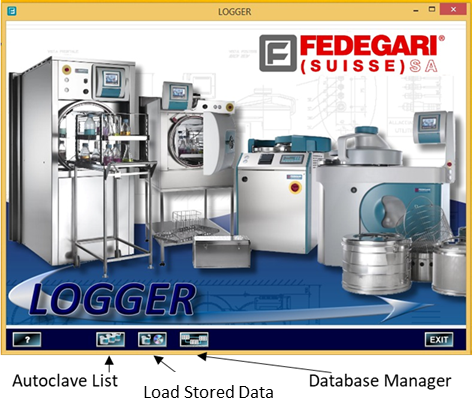 LOGGER
FEDEGARI®
(SUISSE) SA
LOGGER
?
EXIT
Autoclave List
Load Stored Data
Database Manager